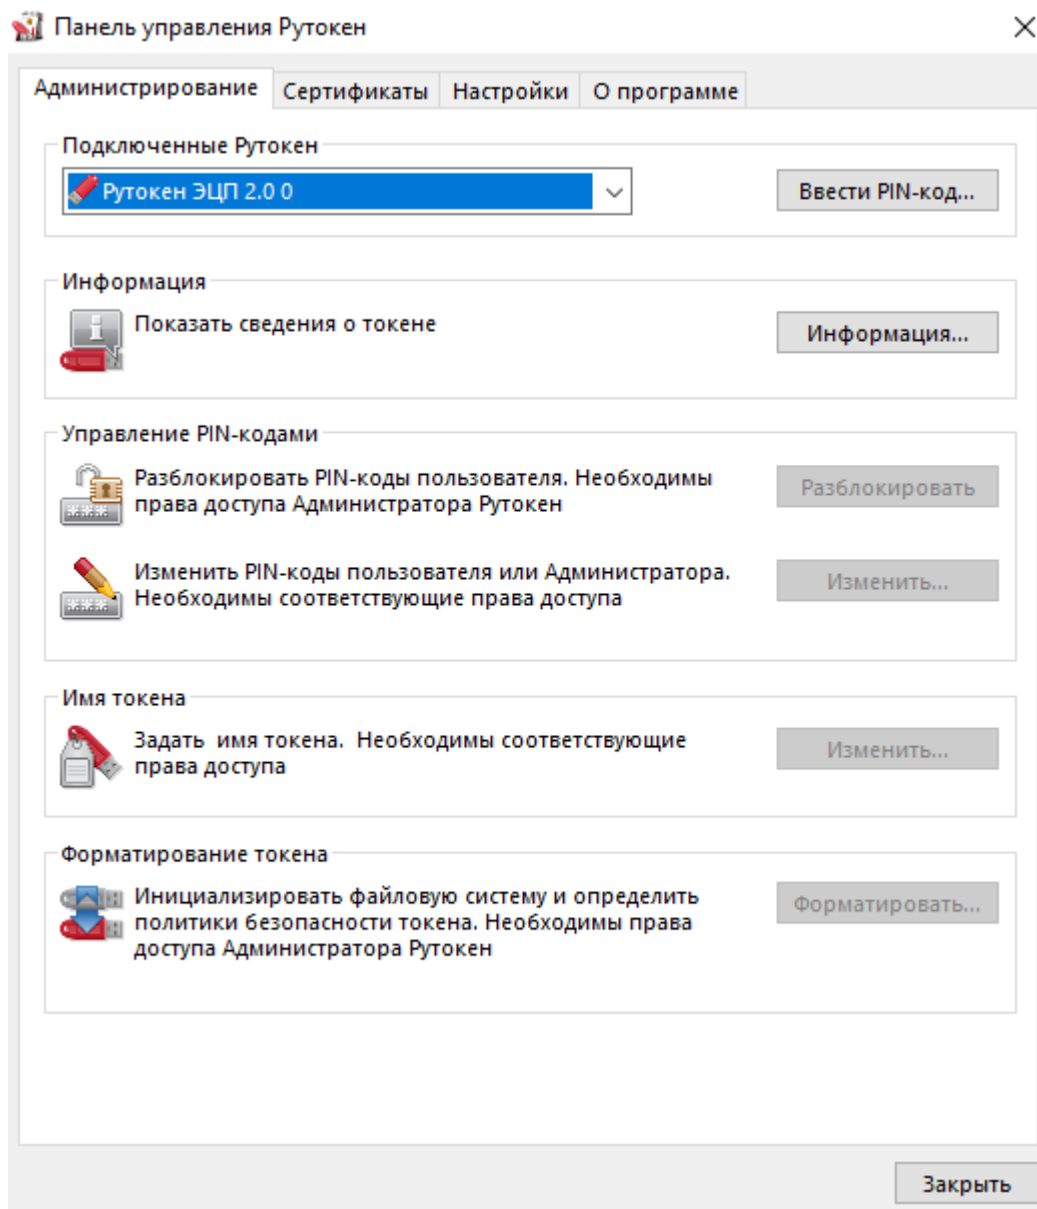 Панель управления Рутокен
Администрирование Сертификаты Настройки О программе
Подключенные Рутокен
Рутокен ЭЦП 2.0 0
Ввести PIN-код...
Информация
Показать сведения о токене
Информация...
Управление PIN-кодами
Разблокировать PIN-коды пользователя. Необходимы
права доступа Администратора Рутокен
Разблокировать
Изменить PIN-коды пользователя или Администратора.
Необходимы соответствующие права доступа
Изменить...
Имя токена
Задать имя токена. Необходимы соответствующие
права доступа
Изменить...
Форматирование токена
Инициализировать файловую систему и определить
политики безопасности токена. Необходимы права
доступа Администратора Рутокен
Форматировать...
Закрыть